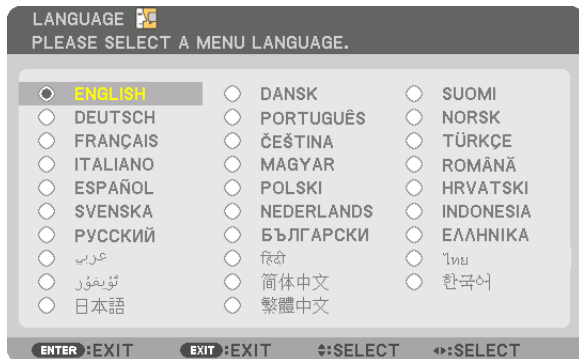 LANGUAGE
PLEASE SELECT A MENU LANGUAGE.
ENGLISH DANSK SUOMI
DEUTSCH PORTUGUÊS NORSK
FRANÇAIS ČEŠTINA TÜRKÇE
ITALIANO MAGYAR ROMÂNĂ
ESPAÑOL POLSKI HRVATSKI
SVENSKA NEDERLANDS INDONESIA
РУССКИЙ БЪЛГАРСКИ ΕΛΛΗΝΙΚΑ
عربي हिंदी ไทย
ئۇيغۇر 简体中文 한국어
日本語 繁體中文
ENTER :EXIT EXIT :EXIT :SELECT :SELECT